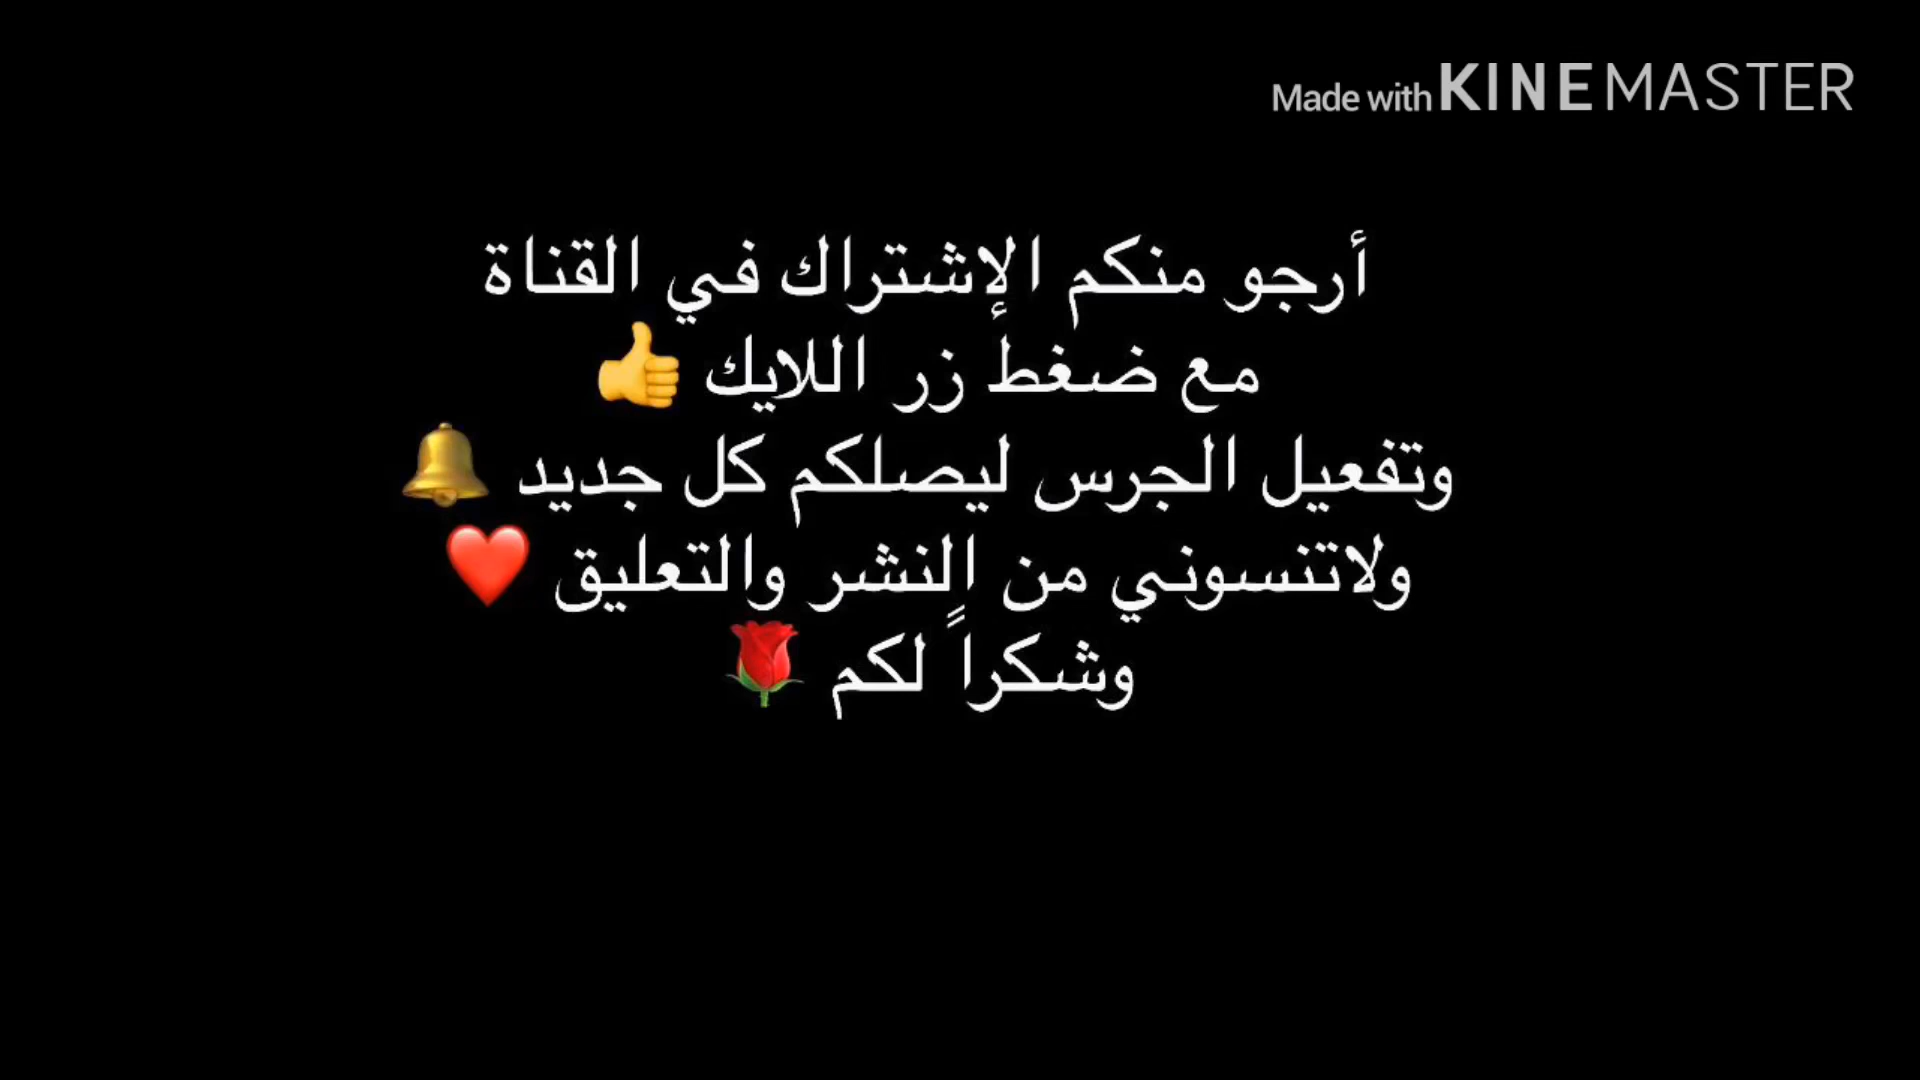 Made with KINEMASTER
أرجو منكم الإشتراك في القناة
مع ضغط زر اللايك 👍
وتفعيل الجرس ليصلكم كل جديد 🔔
ولاتنسوني من النشر والتعليق ❤️
وشكراً لكم 🌹